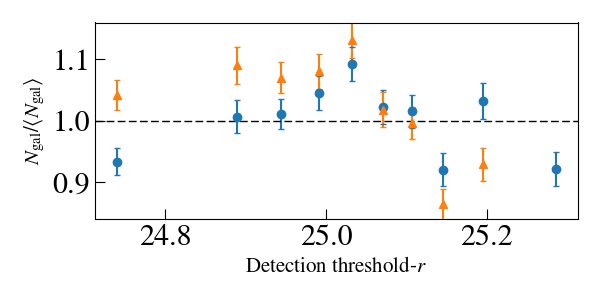 1.1
1.0
0.9
N_gal/⟨N_gal⟩
24.8 25.0 25.2
Detection threshold-r